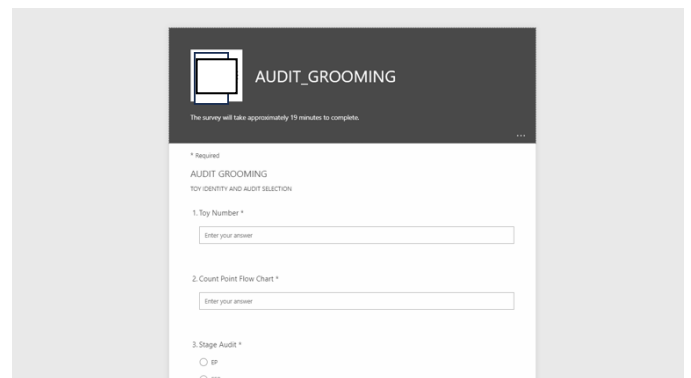 AUDIT_GROOMING
The survey will take approximately 19 minutes to complete.
...
* Required
AUDIT GROOMING
TOY IDENTITY AND AUDIT SELECTION
1. Toy Number *
Enter your answer
2. Count Point Flow Chart *
Enter your answer
3. Stage Audit *
EP